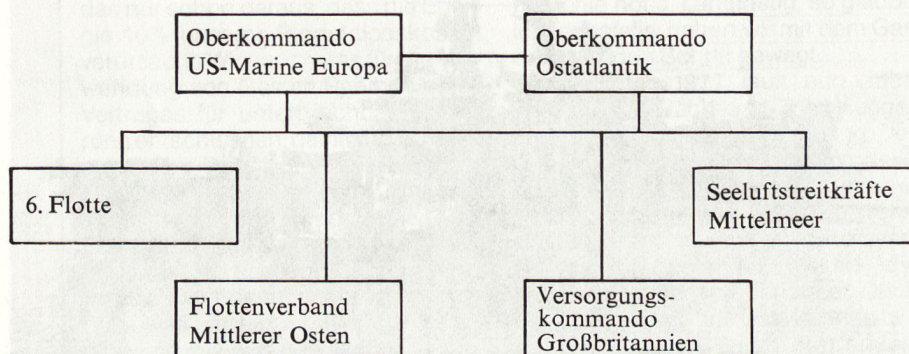 Oberkommando
US-Marine Europa
Oberkommando
Ostatlantik
6. Flotte
Seeluftstreitkräfte
Mittelmeer
Flottenverband
Mittlerer Osten
Versorgungs-
kommando
Großbritannien